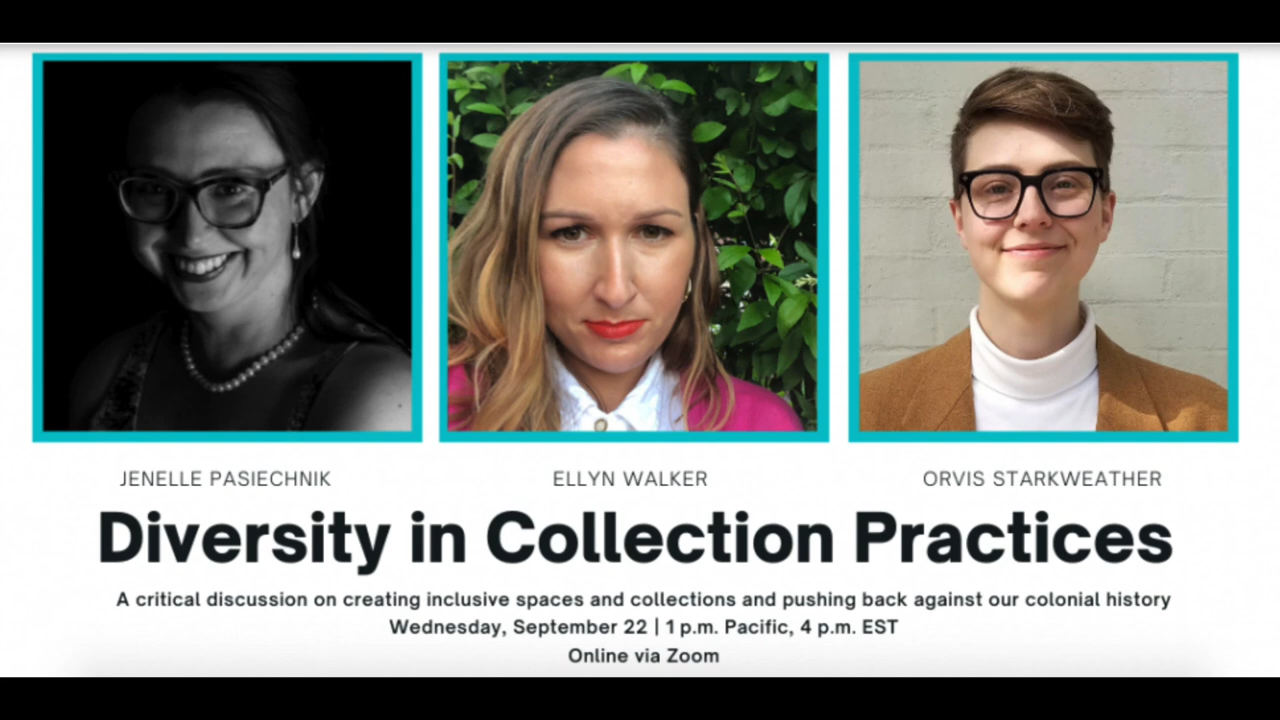 JENELLE PASIECHNIK
ELLYN WALKER
ORVIS STARKWEATHER
Diversity in Collection Practices
A critical discussion on creating inclusive spaces and collections and pushing back against our colonial history
Wednesday, September 22 | 1 p.m. Pacific, 4 p.m. EST
Online via Zoom